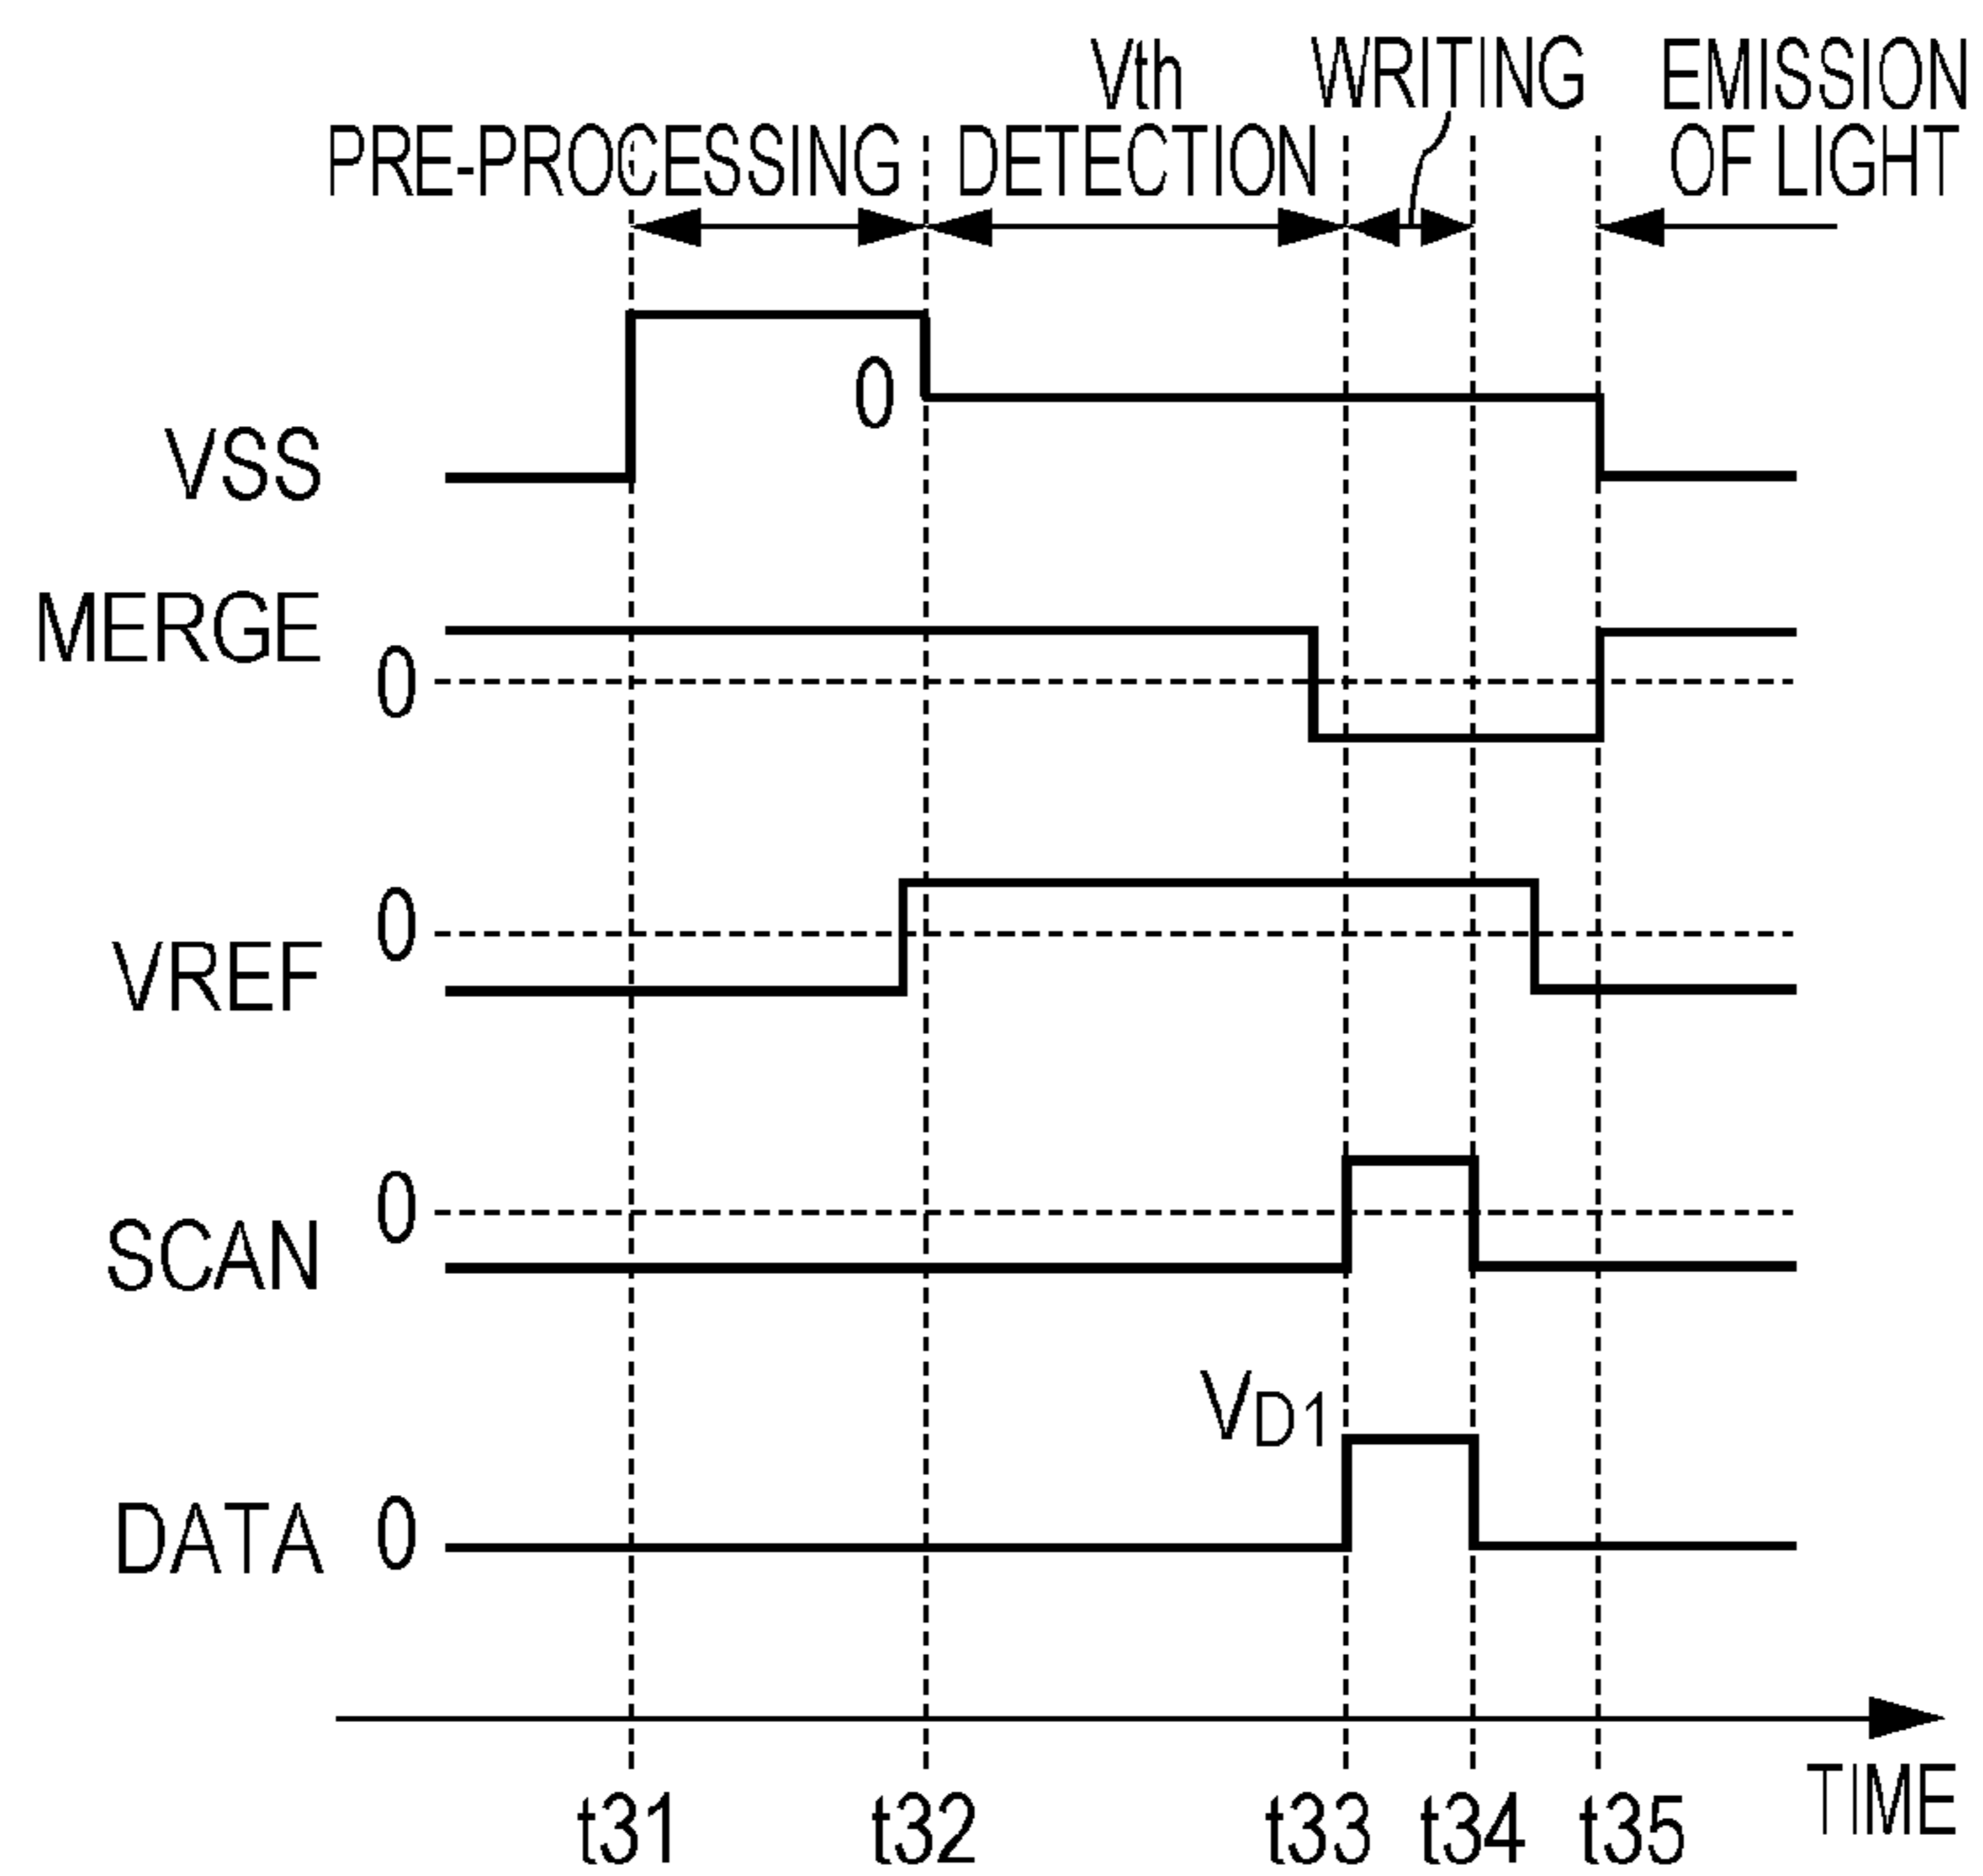 Vth WRITING EMISSION
PRE-PROCESSING DETECTION OF LIGHT
0
VSS
MERGE
0
0
VREF
0
SCAN
VD1
DATA 0
TIME
t31 t32 t33 t34 t35